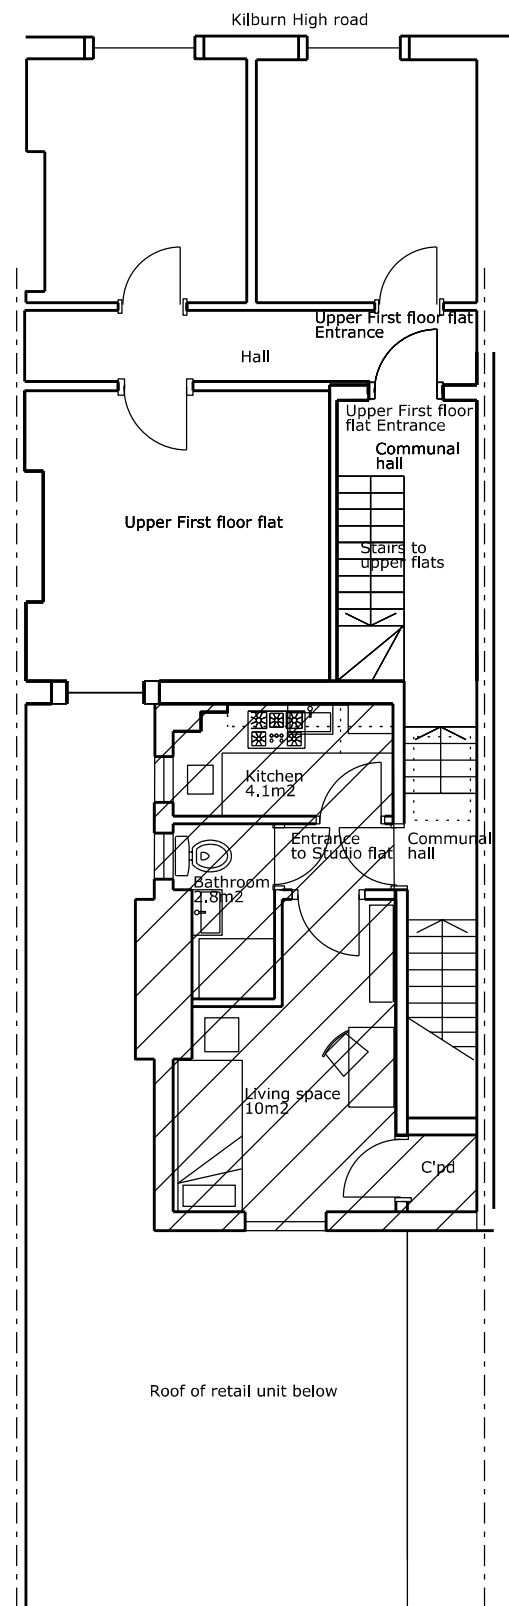 Kilburn High road
Upper First floor flat
Entrance
Hall
Upper First floor
flat Entrance
Communal
hall
Upper First floor flat
Stairs to
upper flats
Kitchen
4.1m2
Entrance
to Studio flat
Communal
hall
Bathroom
2.8m2
Living space
10m2
C'pd
Roof of retail unit below